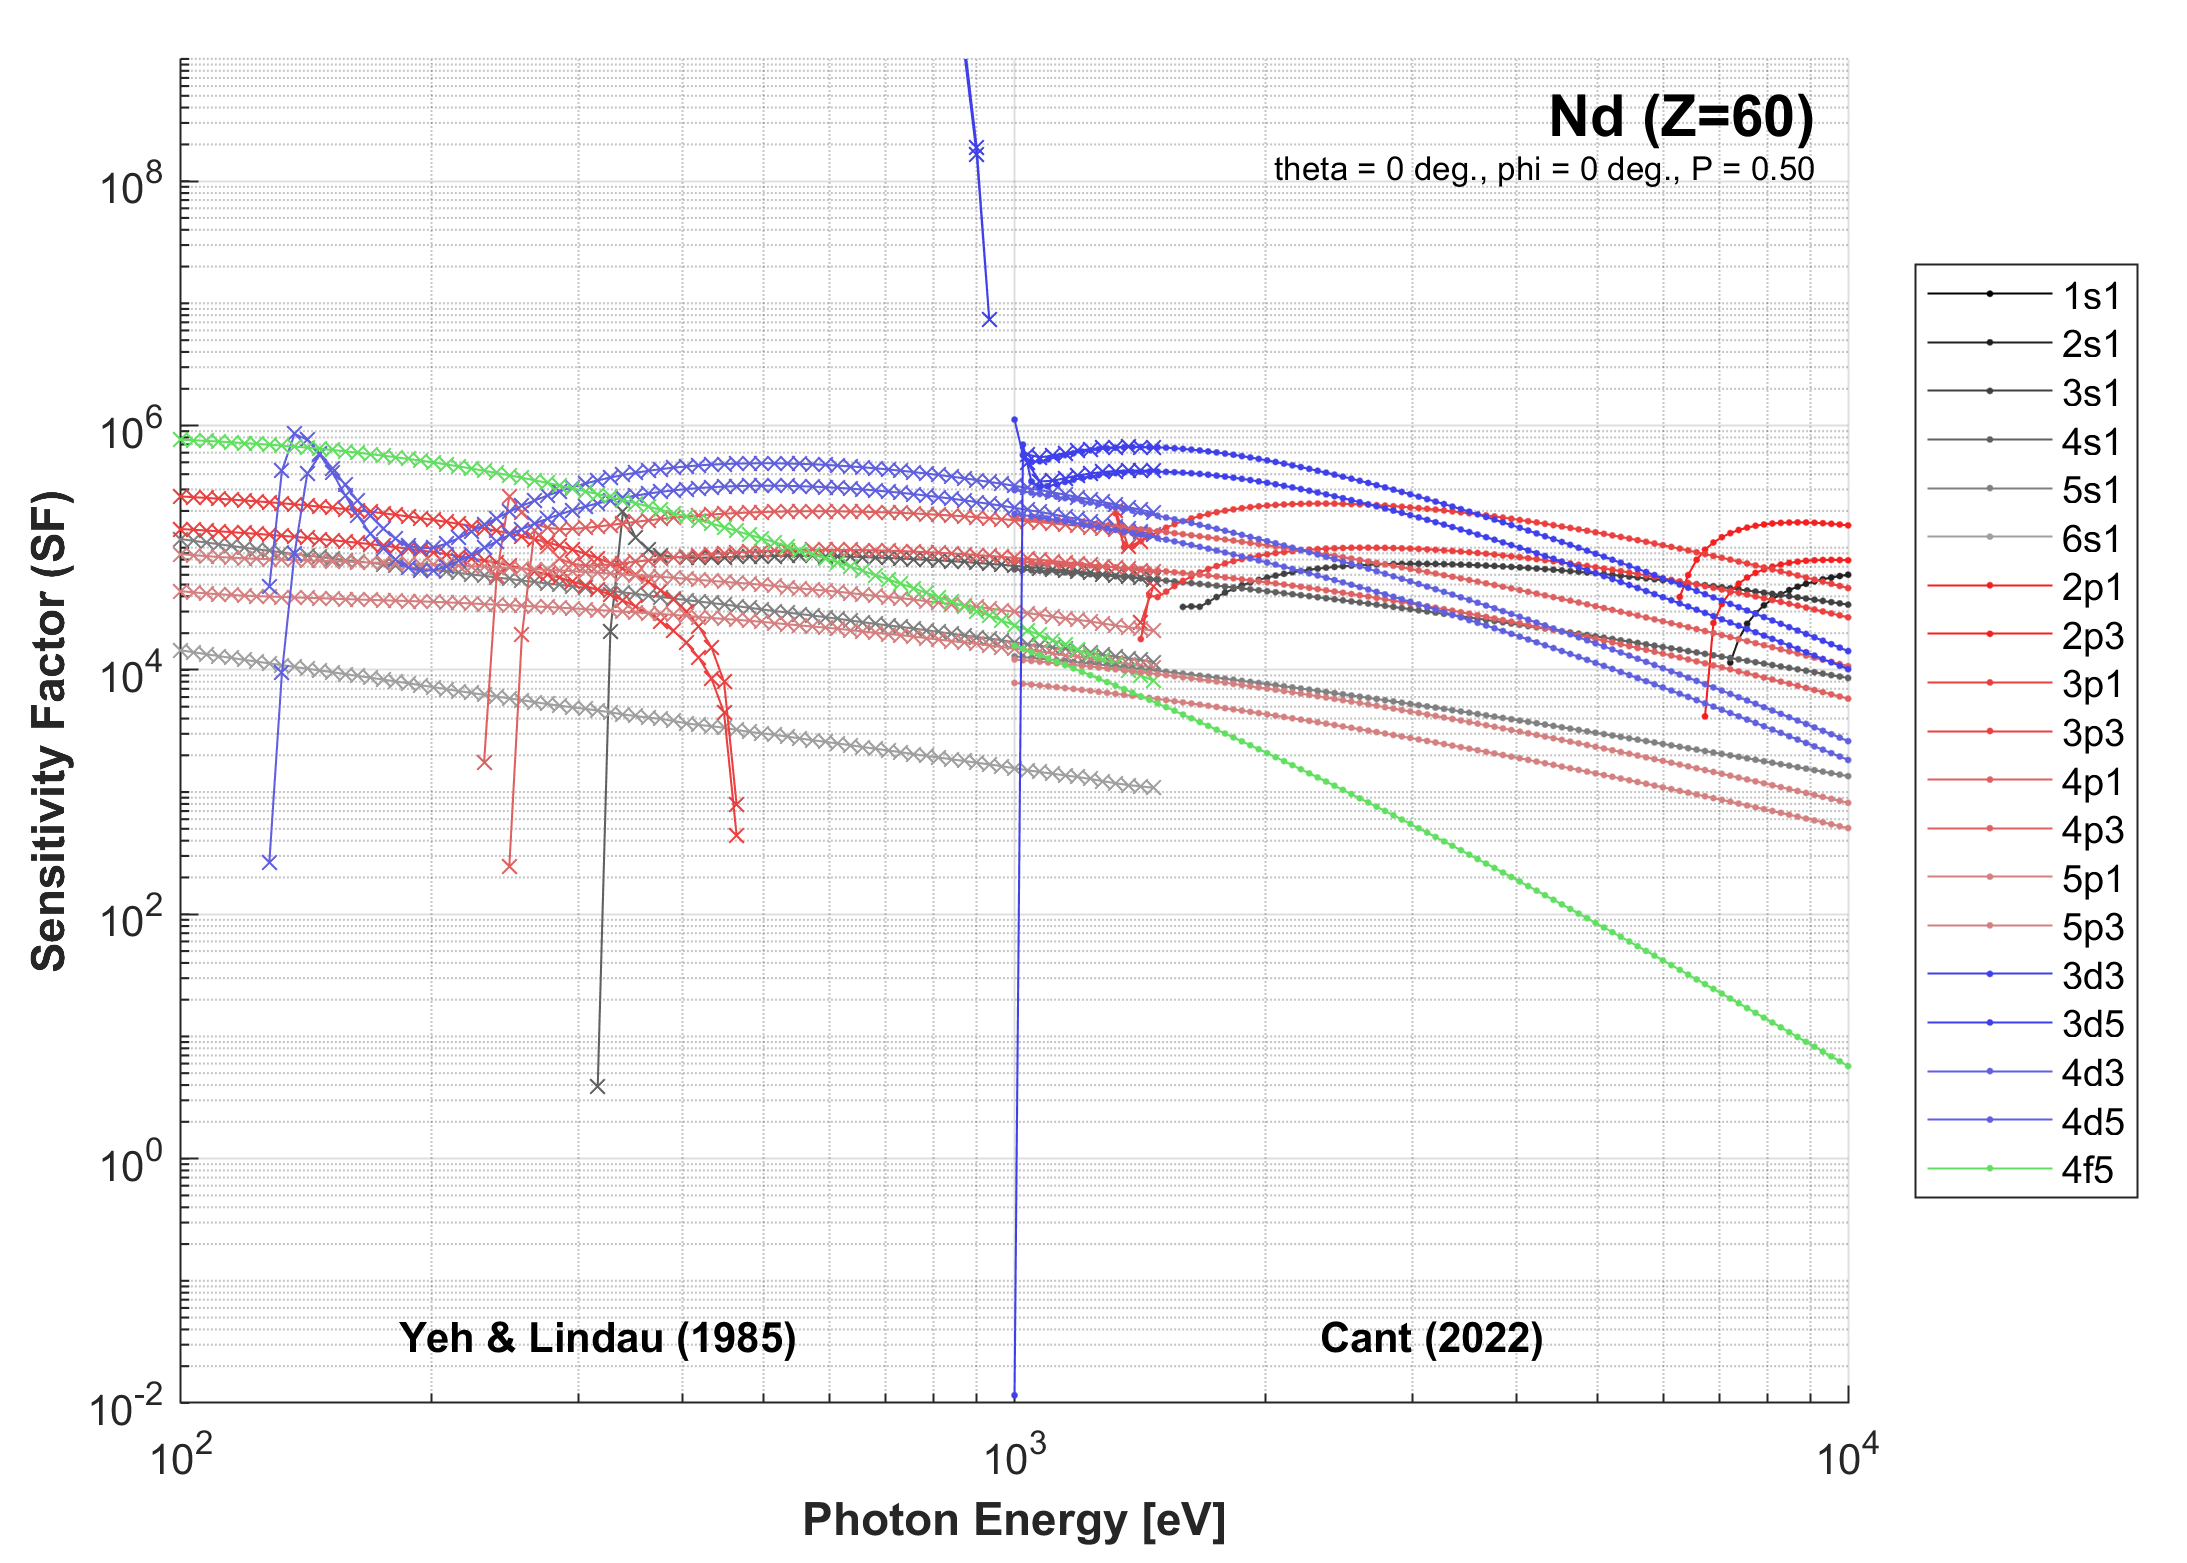 Nd (Z=60)
theta = 0 deg., phi = 0 deg., P = 0.50
Sensitivity Factor (SF)
10^8
10^6
10^4
10^2
10^0
10^-2
Yeh & Lindau (1985)
Cant (2022)
10^2
10^3
10^4
Photon Energy [eV]
1s1
2s1
3s1
4s1
5s1
6s1
2p1
2p3
3p1
3p3
4p1
4p3
5p1
5p3
3d3
3d5
4d3
4d5
4f5